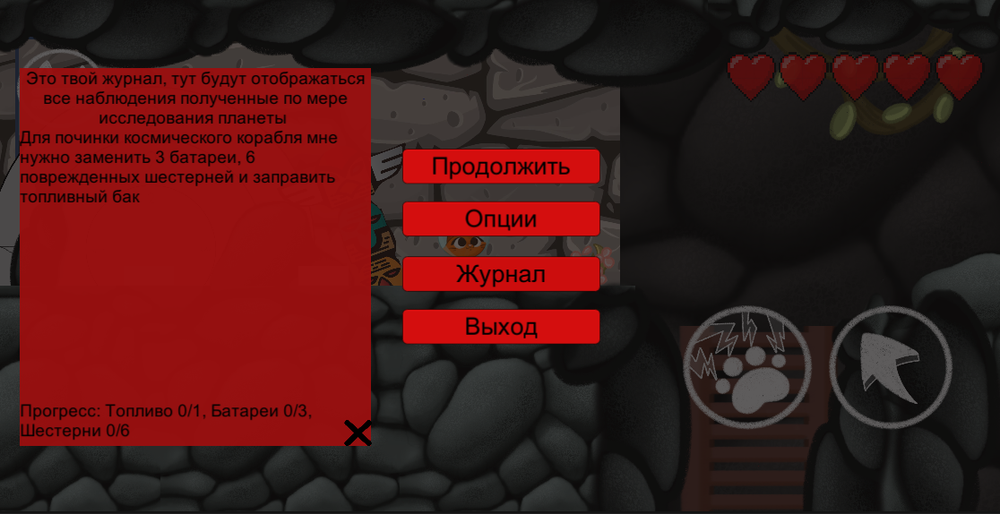 Это твой журнал, тут будут отображаться
все наблюдения полученные по мере
исследования планеты
Для починки космического корабля мне
нужно заменить 3 батареи, 6
поврежденных шестерней и заправить
топливный бак
Прогресс: Топливо 0/1, Батареи 0/3,
Шестерни 0/6
Продолжить
Опции
Журнал
Выход